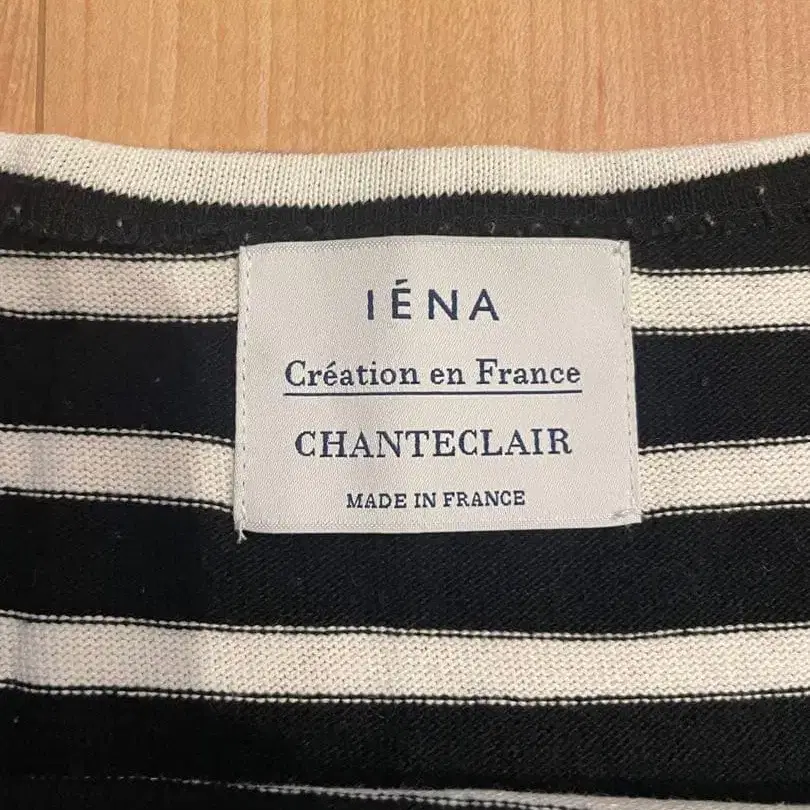 IÉNA
Création en France
CHANTECLAIR
MADE IN FRANCE